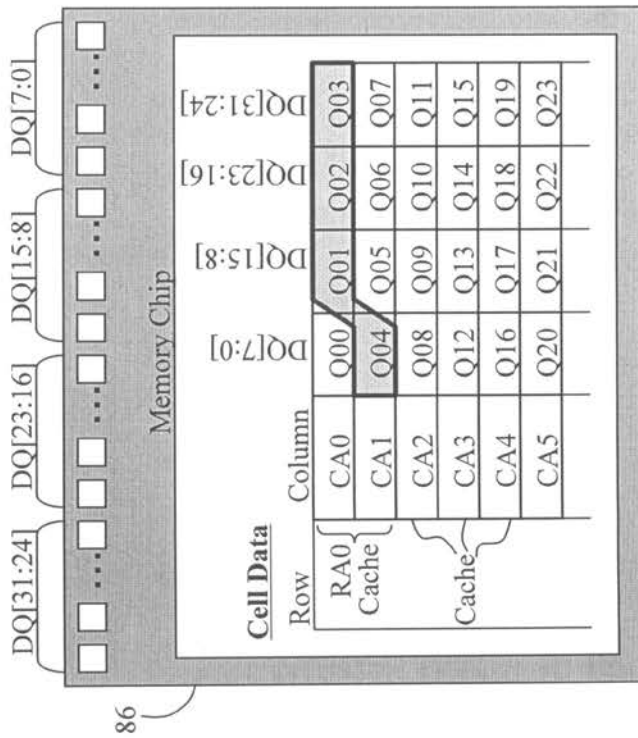 DQ[31:24] DQ[23:16] DQ[15:8] DQ[7:0]
Memory Chip
Cell Data
DQ[7:0] DQ[15:8] DQ[23:16] DQ[31:24]
Row Column
RA0 CA0 Q00 Q01 Q02 Q03
Cache CA1 Q04 Q05 Q06 Q07
CA2 Q08 Q09 Q10 Q11
Cache CA3 Q12 Q13 Q14 Q15
CA4 Q16 Q17 Q18 Q19
CA5 Q20 Q21 Q22 Q23
86